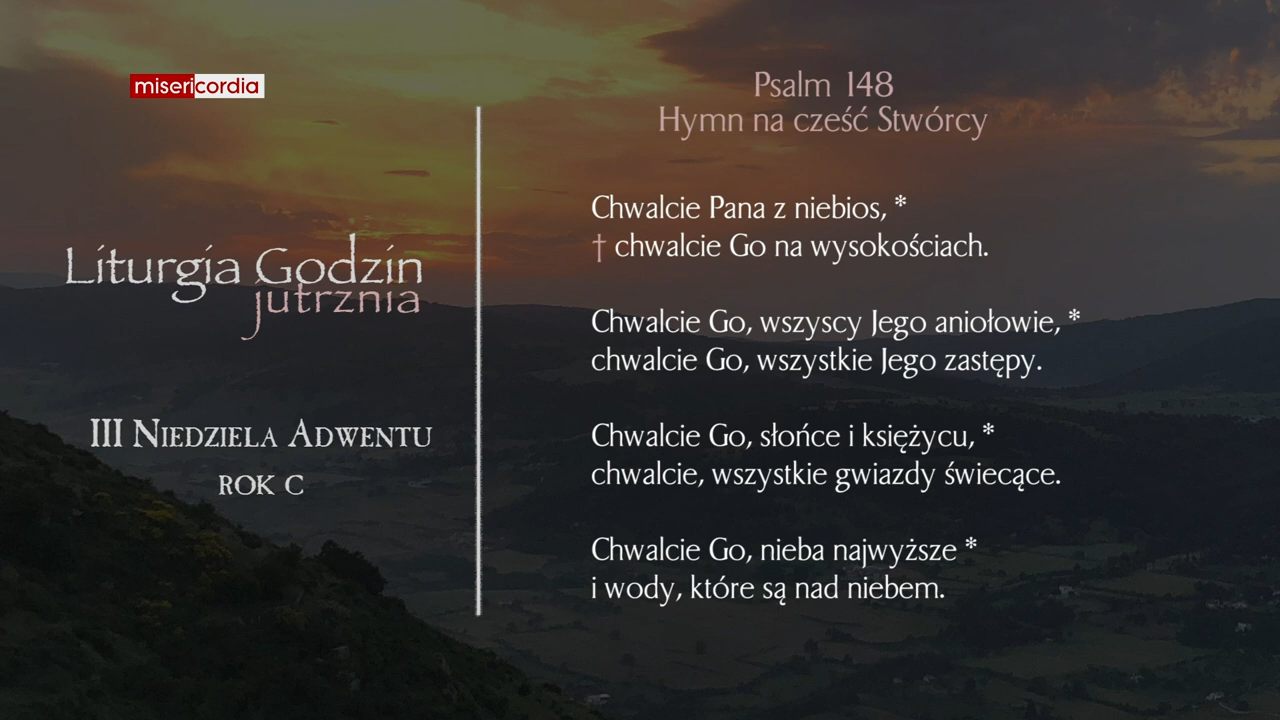 misericordia
Liturgia Godzin
jutrznia
III Niedziela Adwentu
rok C
Psalm 148
Hymn na cześć Stwórcy
Chwalcie Pana z niebios, *
† chwalcie Go na wysokościach.
Chwalcie Go, wszyscy Jego aniołowie, *
chwalcie Go, wszystkie Jego zastępy.
Chwalcie Go, słońce i księżycu, *
chwalcie, wszystkie gwiazdy świecące.
Chwalcie Go, nieba najwyższe *
i wody, które są nad niebem.